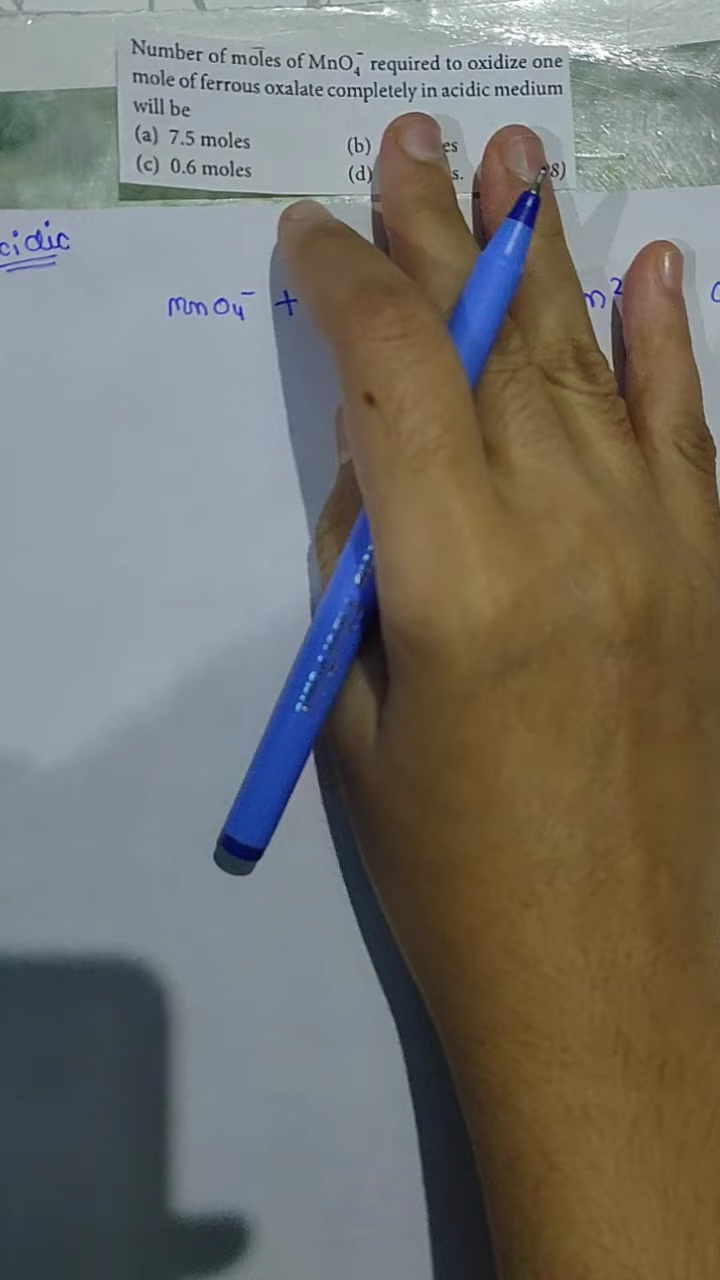 Number of moles of MnO₄⁻ required to oxidize one
mole of ferrous oxalate completely in acidic medium
will be
(a) 7.5 moles (b) es
(c) 0.6 moles (d) s. 8)
cidic
MnO₄⁻ + n²